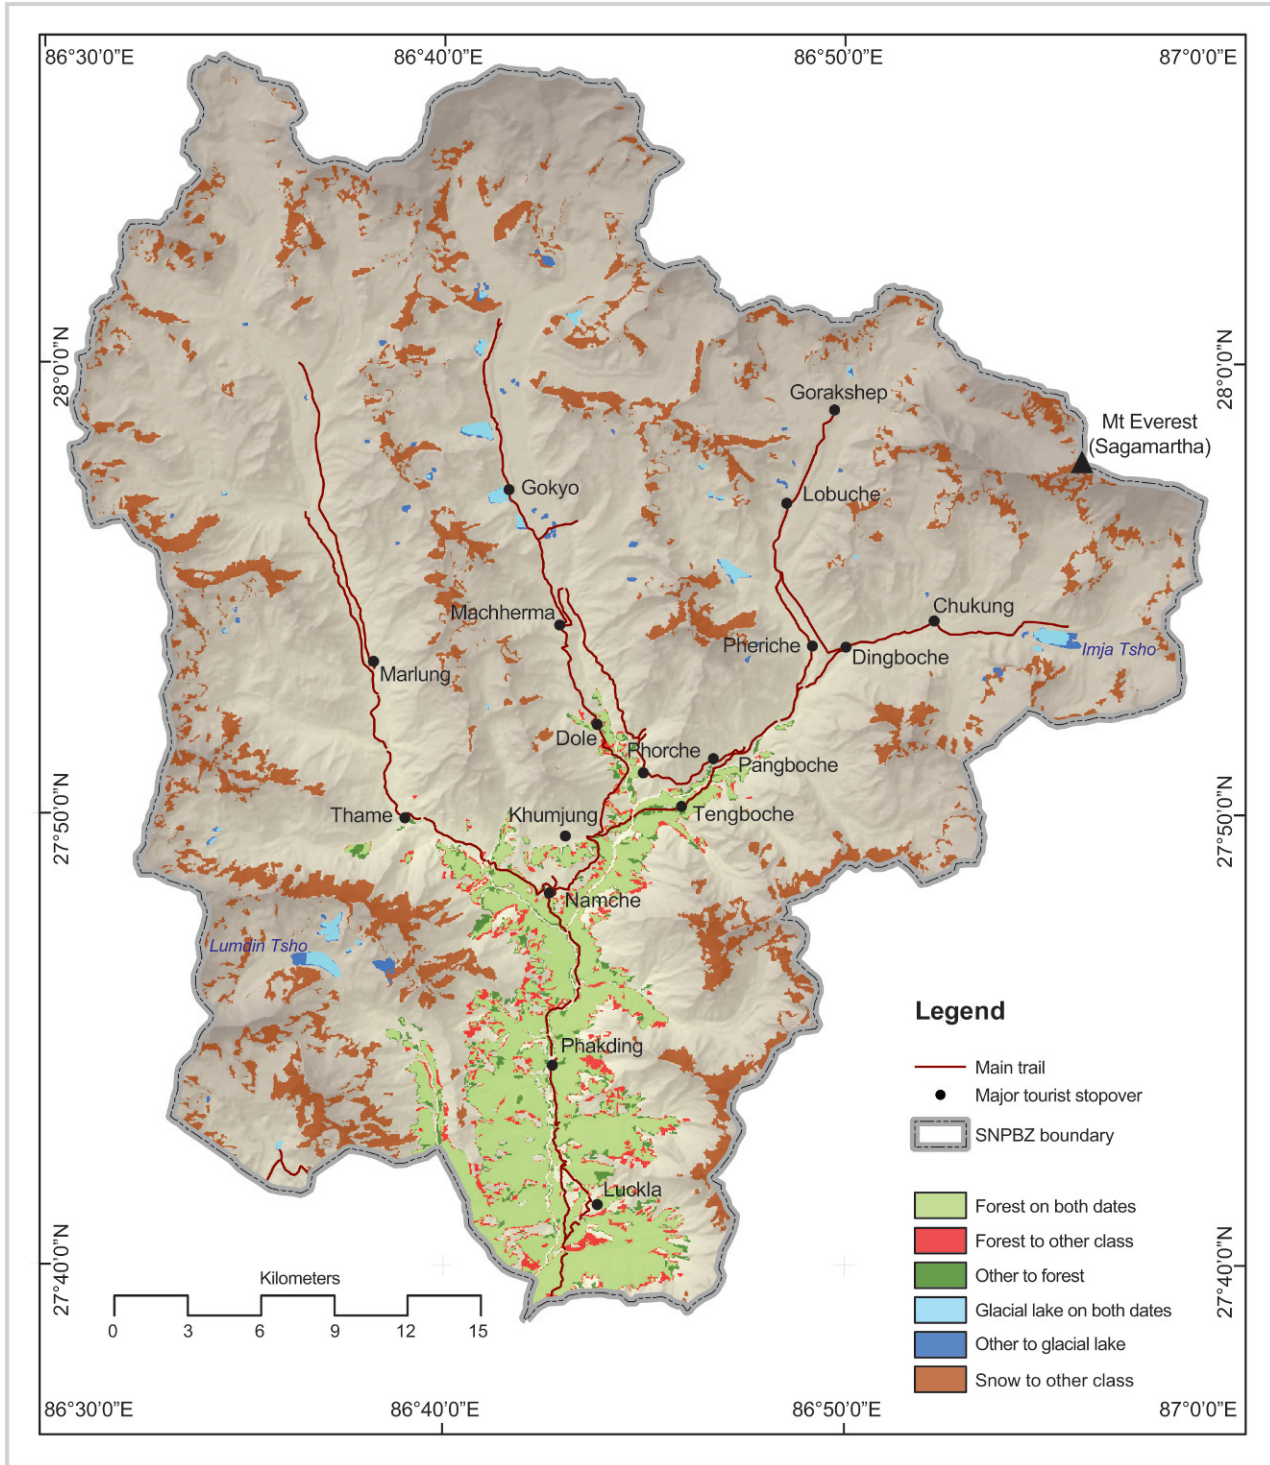 86°30'0"E
86°40'0"E
86°50'0"E
87°0'0"E
28°0'0"N
28°0'0"N
Gorakshep
Mt Everest
(Sagamartha)
Gokyo
Lobuche
Machherma
Chukung
Pheriche
Dingboche
Imja Tsho
Marlung
Dole
Phorche
Pangboche
Thame
Khumjung
Tengboche
27°50'0"N
27°50'0"N
Namche
Lumdin Tsho
Phakding
Luckla
27°40'0"N
27°40'0"N
Legend
Main trail
Major tourist stopover
SNPBZ boundary
Forest on both dates
Forest to other class
Other to forest
Glacial lake on both dates
Other to glacial lake
Snow to other class
Kilometers
0 3 6 9 12 15
86°30'0"E
86°40'0"E
86°50'0"E
87°0'0"E